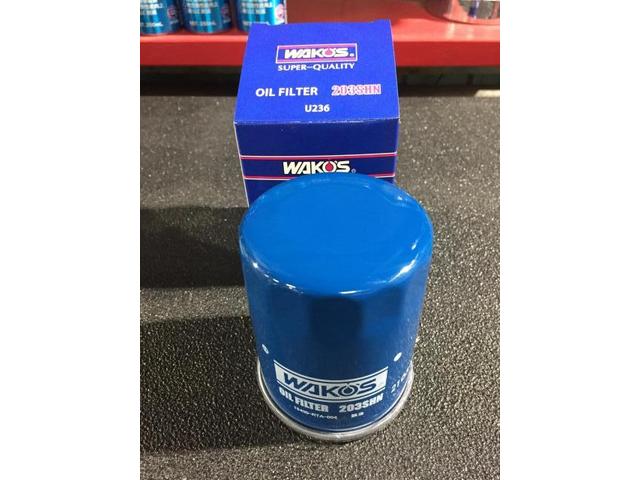 WAKO'S®
SUPER-QUALITY
OIL FILTER 203SHN
U236
WAKO'S®
WAKO'S
OIL FILTER 203SHN